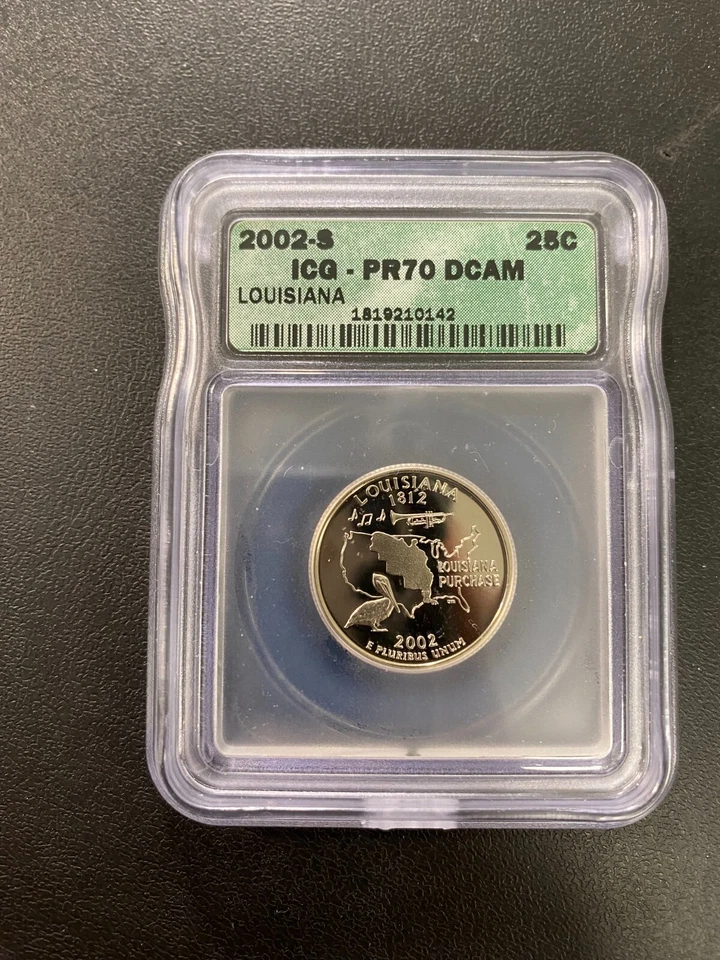 2002-S 25C
ICG - PR70 DCAM
LOUISIANA
1819210142
LOUISIANA
1812
LOUISIANA
PURCHASE
2002
E PLURIBUS UNUM